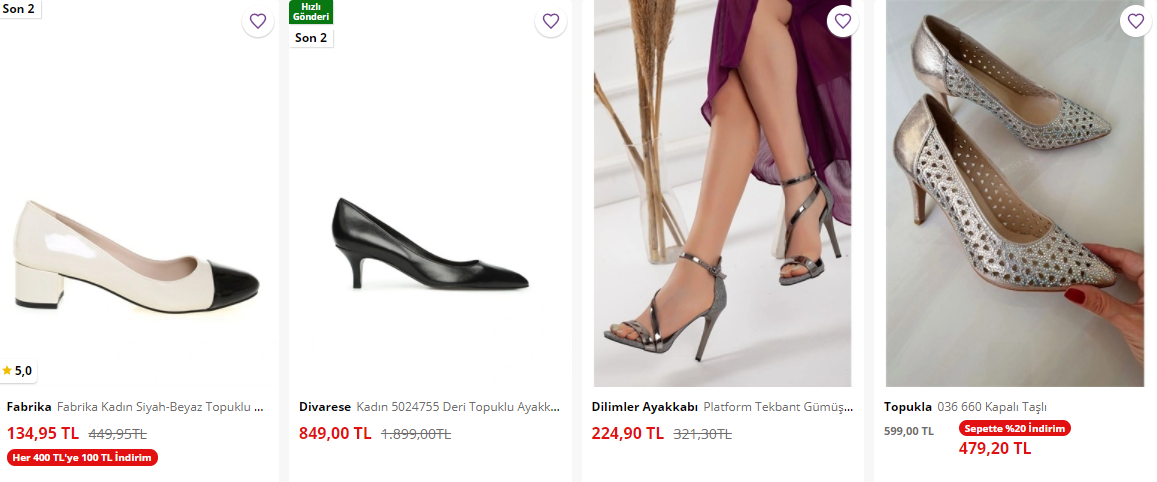 Son 2
5,0
Fabrika Fabrika Kadın Siyah-Beyaz Topuklu ...
134,95 TL 449,95TL
Her 400 TL'ye 100 TL İndirim
Hızlı
Gönderi
Son 2
Divarese Kadın 5024755 Deri Topuklu Ayakk...
849,00 TL 1.899,00TL
Dilimler Ayakkabı Platform Tekbant Gümüş...
224,90 TL 321,30TL
Topukla 036 660 Kapalı Taşlı
599,00 TL
Sepette %20 İndirim
479,20 TL